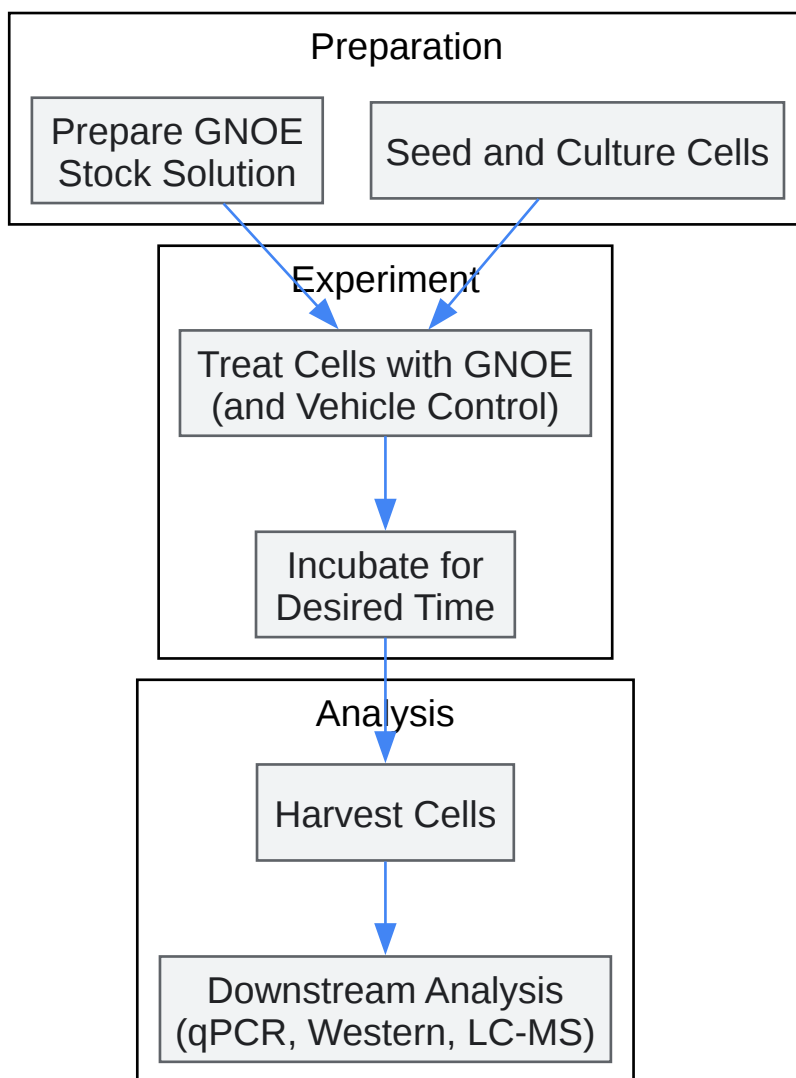 Preparation
Prepare GNOE
Stock Solution
Seed and Culture Cells
Experiment
Treat Cells with GNOE
(and Vehicle Control)
Incubate for
Desired Time
Analysis
Harvest Cells
Downstream Analysis
(qPCR, Western, LC-MS)